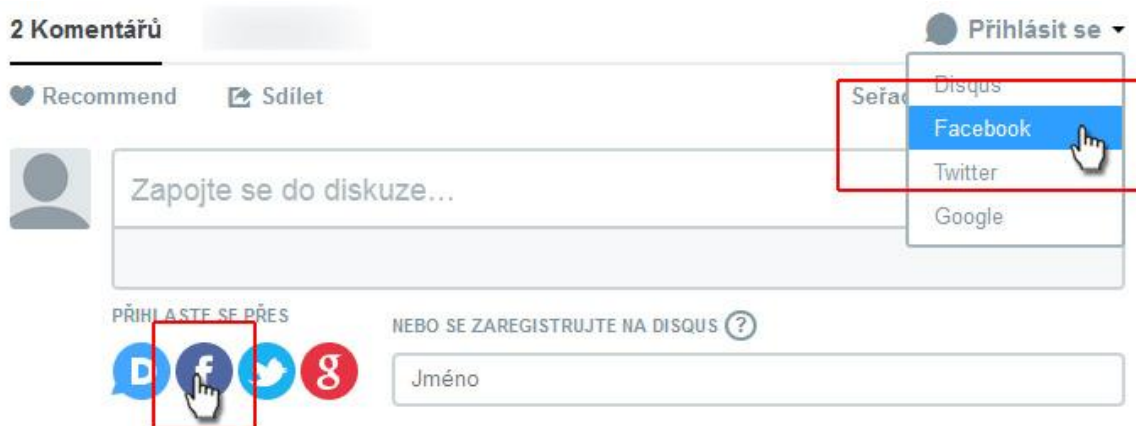 2 Komentářů
Přihlásit se
Recommend
Sdílet
Disqus
Facebook
Twitter
Google
Zapojte se do diskuze...
PŘIHLASTE SE PŘES
NEBO SE ZAREGISTRUJTE NA DISQUS ?
D f g
Jméno